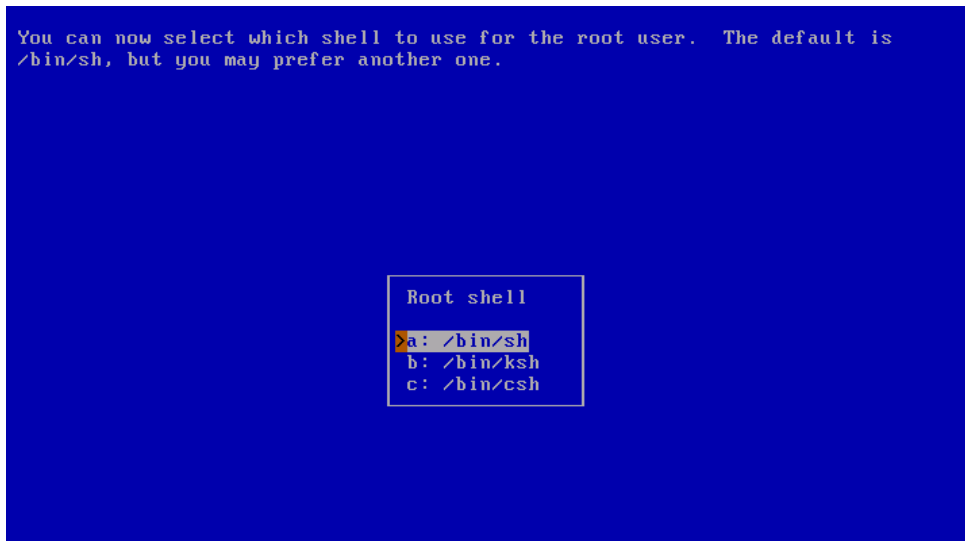 You can now select which shell to use for the root user.  The default is
/bin/sh, but you may prefer another one.
Root shell
>a: /bin/sh
b: /bin/ksh
c: /bin/csh